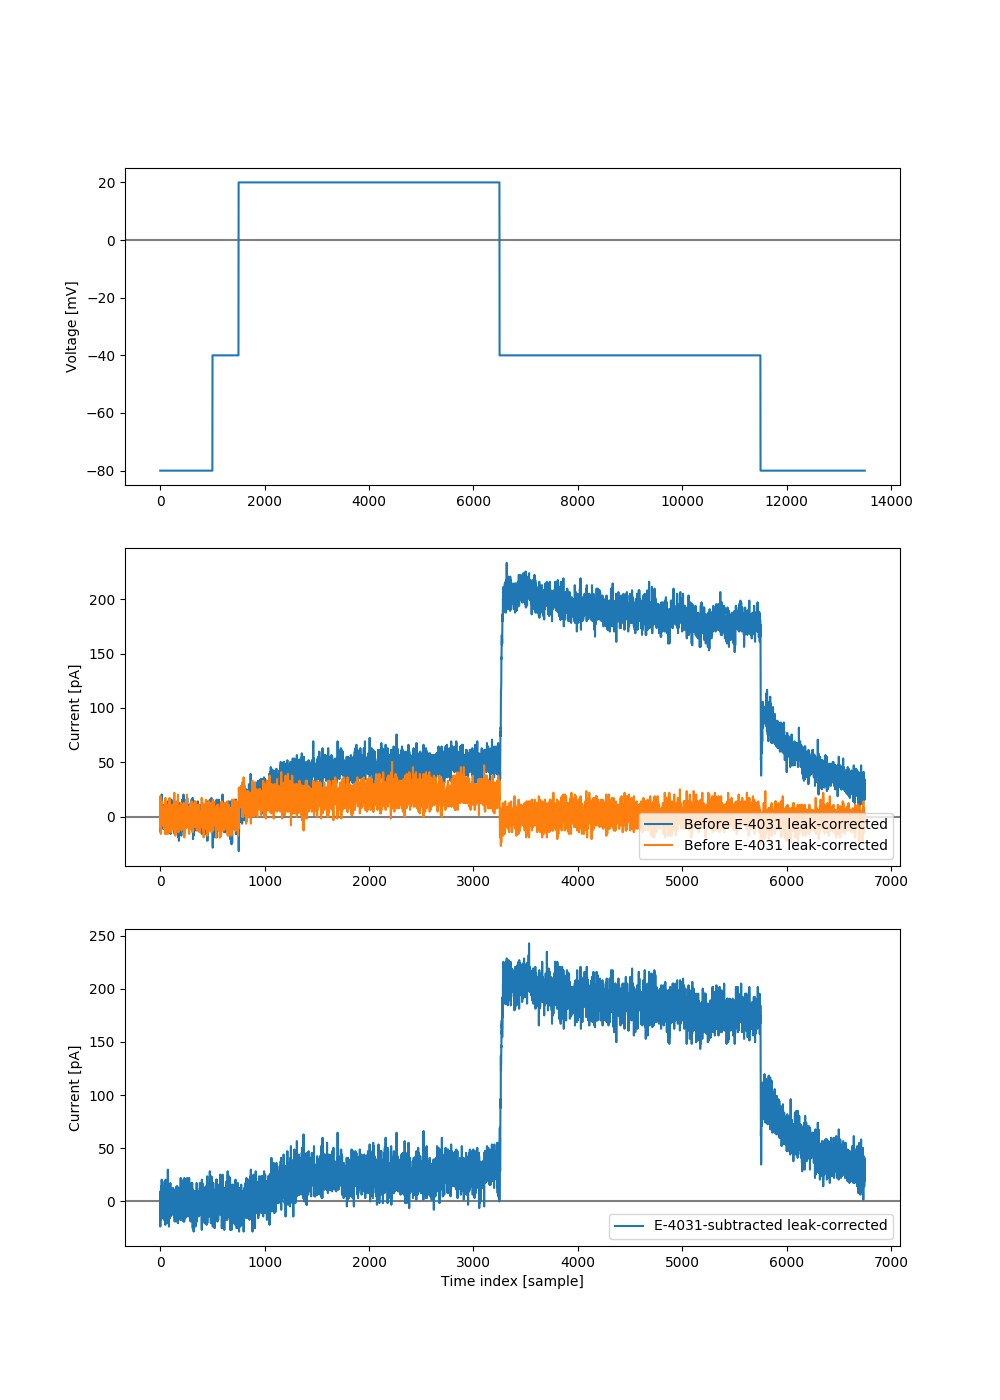 20
0
−20
−40
−60
−80
Voltage [mV]
0 2000 4000 6000 8000 10000 12000 14000
200
150
100
50
0
Current [pA]
Before E-4031 leak-corrected
Before E-4031 leak-corrected
0 1000 2000 3000 4000 5000 6000 7000
250
200
150
100
50
0
Current [pA]
E-4031-subtracted leak-corrected
0 1000 2000 3000 4000 5000 6000 7000
Time index [sample]